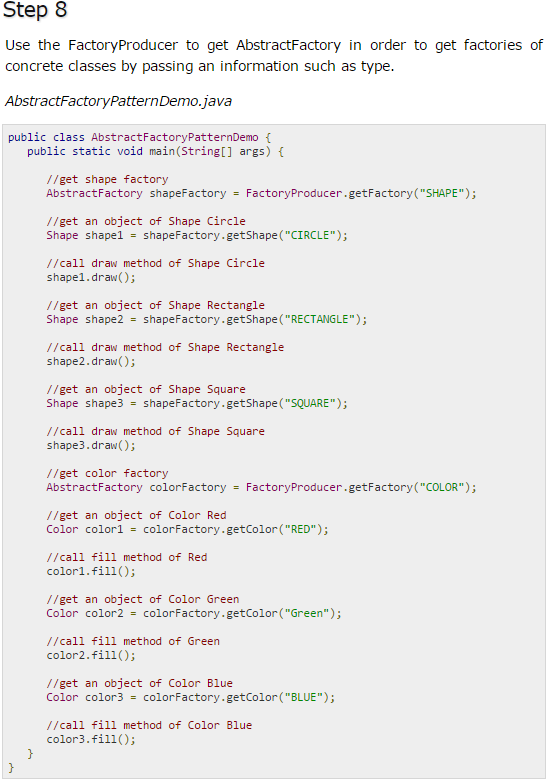 Step 8
Use the FactoryProducer to get AbstractFactory in order to get factories of
concrete classes by passing an information such as type.
AbstractFactoryPatternDemo.java
public class AbstractFactoryPatternDemo {
   public static void main(String[] args) {

      //get shape factory
      AbstractFactory shapeFactory = FactoryProducer.getFactory("SHAPE");

      //get an object of Shape Circle
      Shape shape1 = shapeFactory.getShape("CIRCLE");

      //call draw method of Shape Circle
      shape1.draw();

      //get an object of Shape Rectangle
      Shape shape2 = shapeFactory.getShape("RECTANGLE");

      //call draw method of Shape Rectangle
      shape2.draw();

      //get an object of Shape Square
      Shape shape3 = shapeFactory.getShape("SQUARE");

      //call draw method of Shape Square
      shape3.draw();

      //get color factory
      AbstractFactory colorFactory = FactoryProducer.getFactory("COLOR");

      //get an object of Color Red
      Color color1 = colorFactory.getColor("RED");

      //call fill method of Red
      color1.fill();

      //get an object of Color Green
      Color color2 = colorFactory.getColor("Green");

      //call fill method of Green
      color2.fill();

      //get an object of Color Blue
      Color color3 = colorFactory.getColor("BLUE");

      //call fill method of Color Blue
      color3.fill();
   }
}